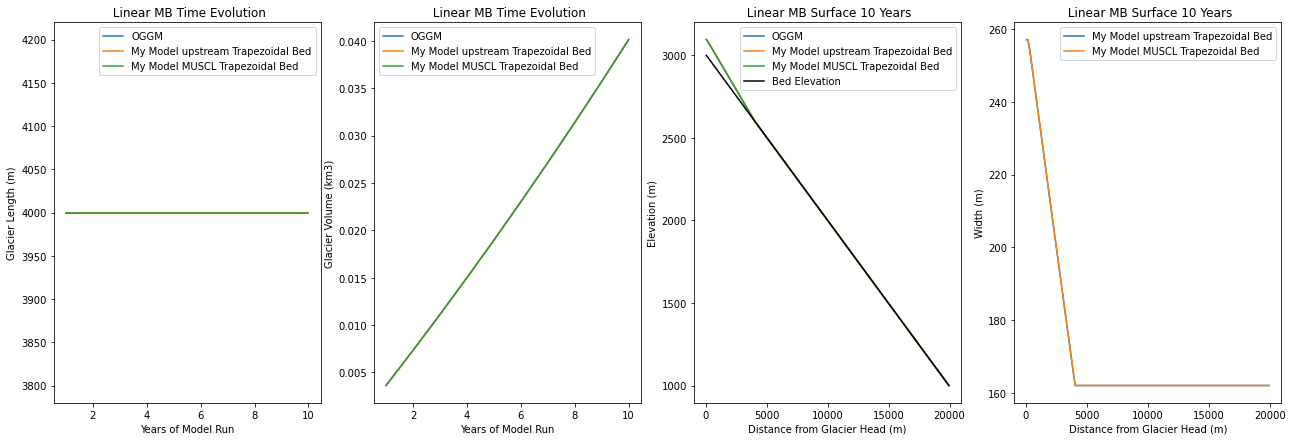 Linear MB Time Evolution
4200
4150
4100
4050
4000
3950
3900
3850
3800
Glacier Length (m)
OGGM
My Model upstream Trapezoidal Bed
My Model MUSCL Trapezoidal Bed
2
4
6
8
10
Years of Model Run
Linear MB Time Evolution
0.040
0.035
0.030
0.025
0.020
0.015
0.010
0.005
Glacier Volume (km3)
OGGM
My Model upstream Trapezoidal Bed
My Model MUSCL Trapezoidal Bed
2
4
6
8
10
Years of Model Run
Linear MB Surface 10 Years
3000
2500
2000
1500
1000
Elevation (m)
OGGM
My Model upstream Trapezoidal Bed
My Model MUSCL Trapezoidal Bed
Bed Elevation
0
5000
10000
15000
20000
Distance from Glacier Head (m)
Linear MB Surface 10 Years
260
240
220
200
180
160
Width (m)
My Model upstream Trapezoidal Bed
My Model MUSCL Trapezoidal Bed
0
5000
10000
15000
20000
Distance from Glacier Head (m)